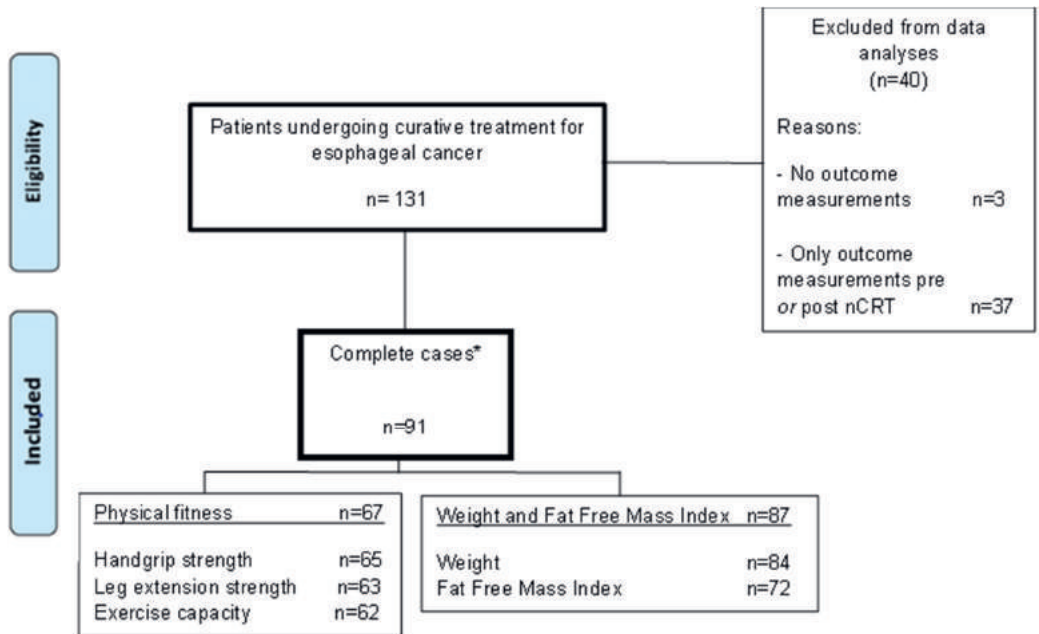 Eligibility
Patients undergoing curative treatment for
esophageal cancer
n= 131
Excluded from data
analyses
(n=40)
Reasons:
- No outcome
measurements n=3
- Only outcome
measurements pre
or post nCRT n=37
Included
Complete cases*
n=91
Physical fitness n=67
Handgrip strength n=65
Leg extension strength n=63
Exercise capacity n=62
Weight and Fat Free Mass Index n=87
Weight n=84
Fat Free Mass Index n=72